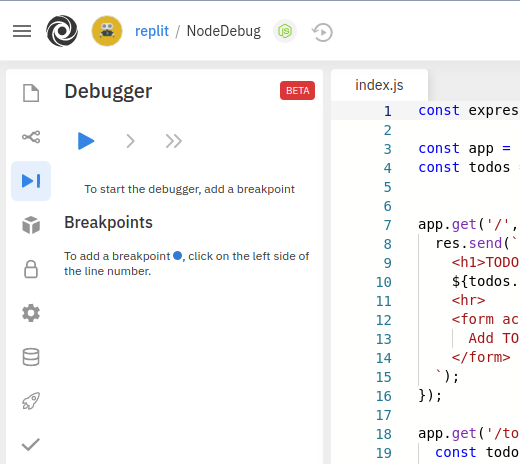 replit / NodeDebug
Debugger
BETA
To start the debugger, add a breakpoint
Breakpoints
To add a breakpoint , click on the left side of
the line number.
index.js
1 const expres
2
3 const app =
4 const todos
5
6
7 app.get('/',
8 res.send(`
9 <h1>TODO
10 ${todos.
11 <hr>
12 <form ac
13 Add TO
14 </form>
15 `);
16 });
17
18 app.get('/to
19 const todo